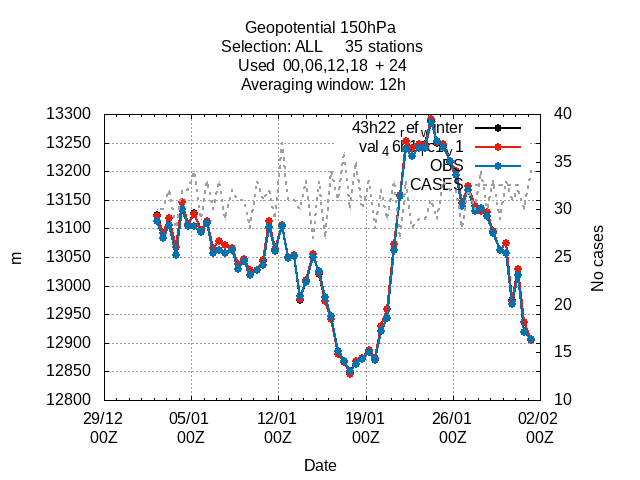 Geopotential 150hPa
Selection: ALL 35 stations
Used 00,06,12,18 + 24
Averaging window: 12h
13300
13250
13200
13150
13100
13050
13000
12950
12900
12850
12800
m
40
35
30
25
20
15
10
No cases
OBS
CASES
29/12 00Z
05/01 00Z
12/01 00Z
19/01 00Z
26/01 00Z
02/02 00Z
Date